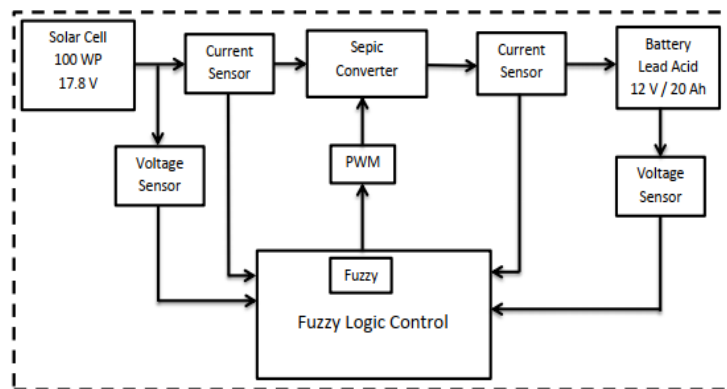 Solar Cell
100 WP
17.8 V
Current
Sensor
Sepic
Converter
Current
Sensor
Battery
Lead Acid
12 V / 20 Ah
Voltage
Sensor
PWM
Voltage
Sensor
Fuzzy
Fuzzy Logic Control